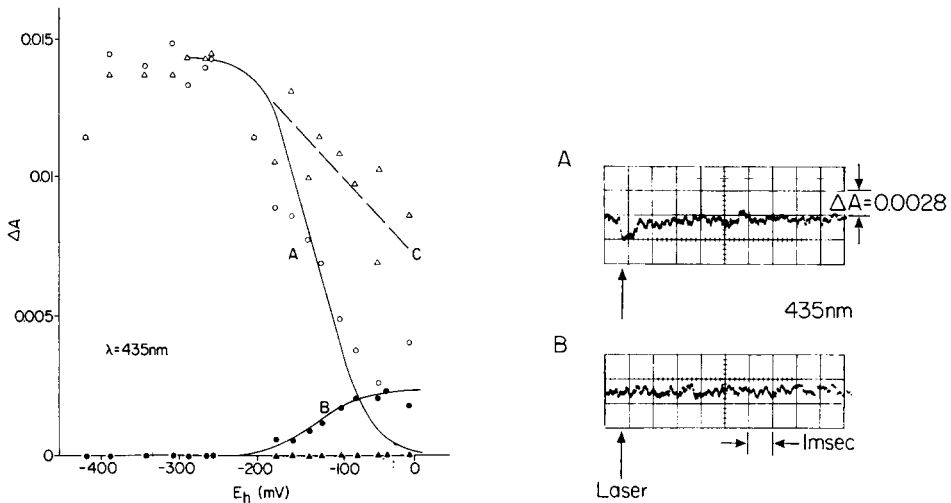 0.015
0.01
0.005
0
ΔA
λ=435nm
A
B
C
-400
-300
-200
-100
0
E_h (mV)
A
ΔA=0.0028
435nm
B
1msec
Laser